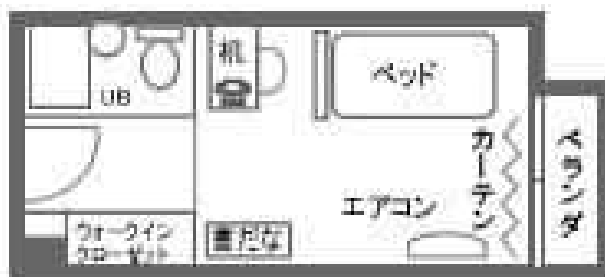 机
ベッド
UB
カーテン
ベランダ
エアコン
ウォークイン
クローゼット
書だな